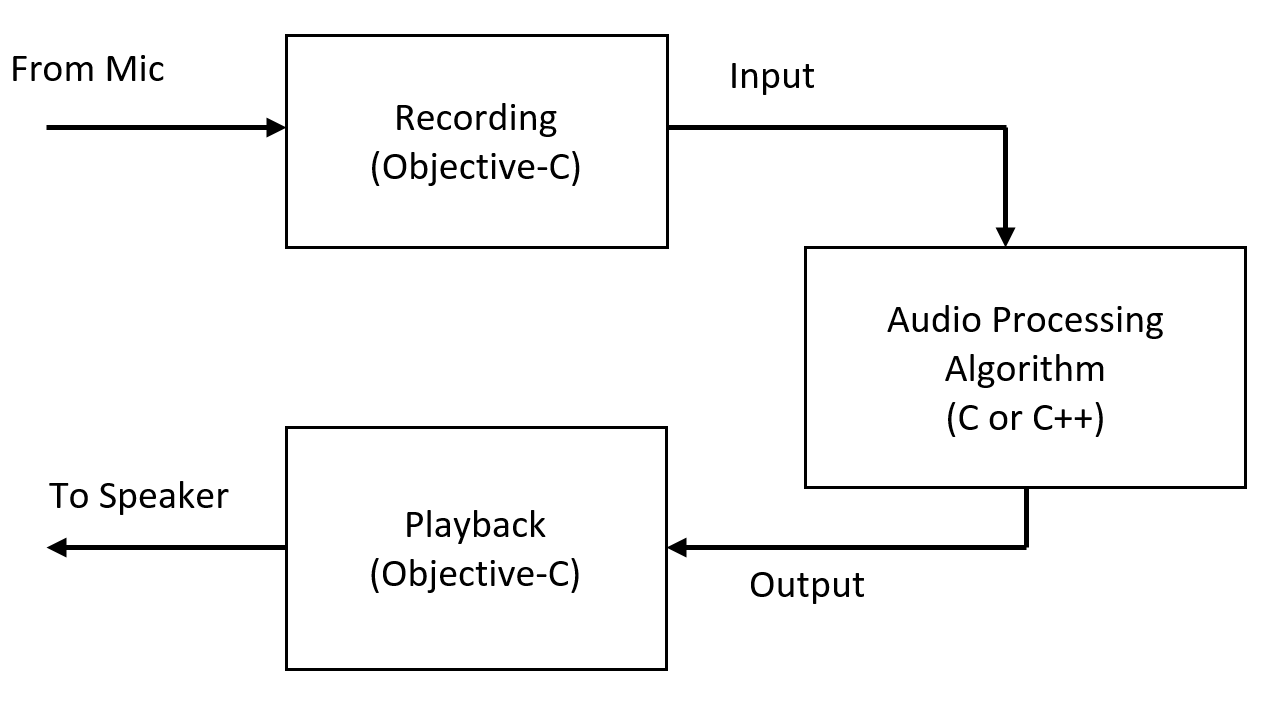 From Mic
Recording
(Objective-C)
Input
Audio Processing
Algorithm
(C or C++)
To Speaker
Playback
(Objective-C)
Output